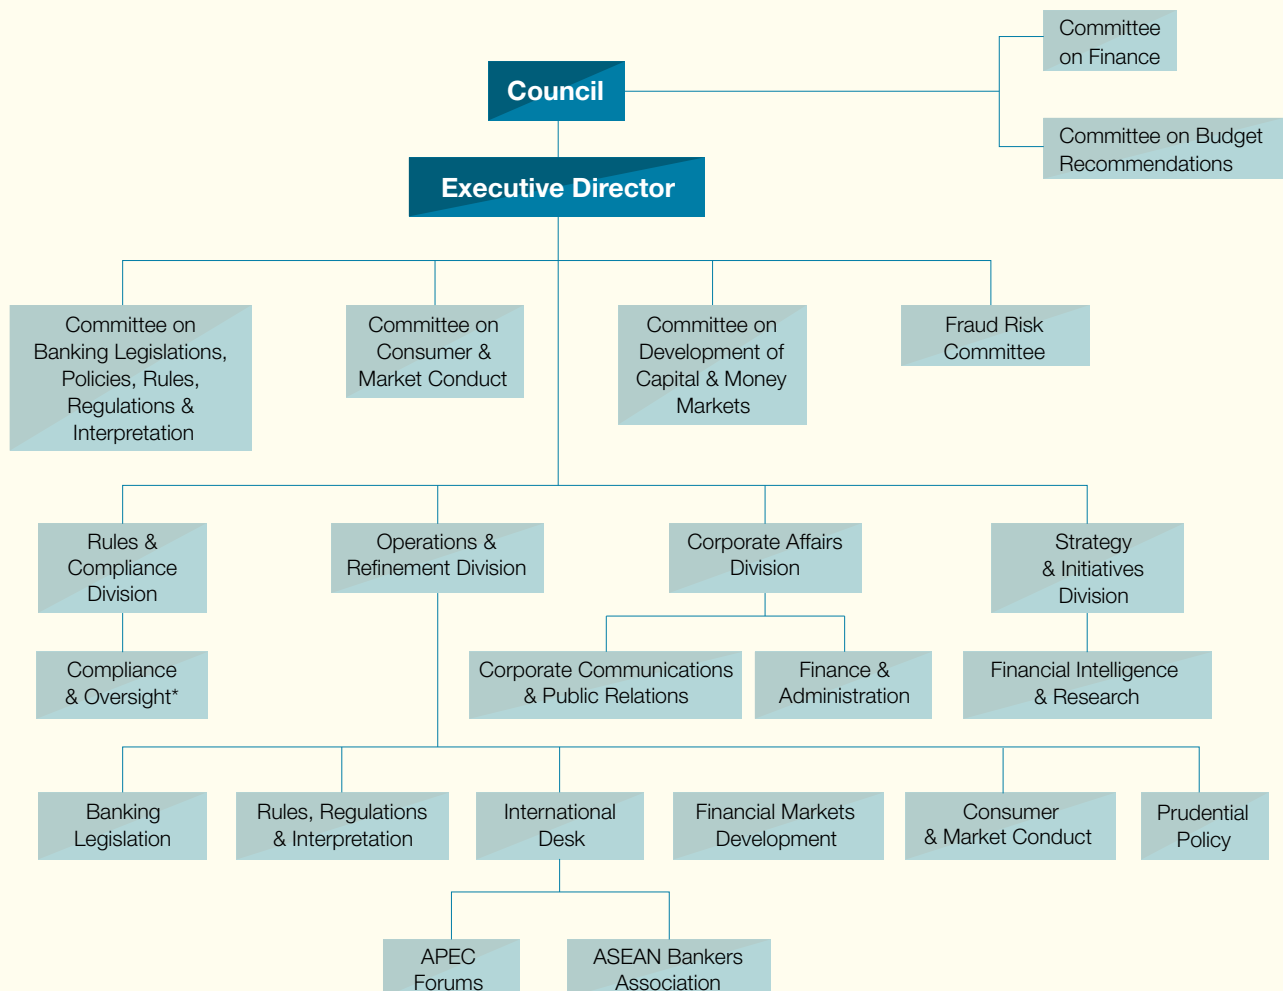 Committee
on Finance
Council
Committee on Budget
Recommendations
Executive Director
Committee on
Banking Legislations,
Policies, Rules,
Regulations &
Interpretation
Committee on
Consumer &
Market Conduct
Committee on
Development of
Capital & Money
Markets
Fraud Risk
Committee
Rules &
Compliance
Division
Operations &
Refinement Division
Corporate Affairs
Division
Strategy
& Initiatives
Division
Compliance
& Oversight*
Corporate Communications
& Public Relations
Finance &
Administration
Financial Intelligence
& Research
Banking
Legislation
Rules, Regulations
& Interpretation
International
Desk
Financial Markets
Development
Consumer
& Market Conduct
Prudential
Policy
APEC
Forums
ASEAN Bankers
Association